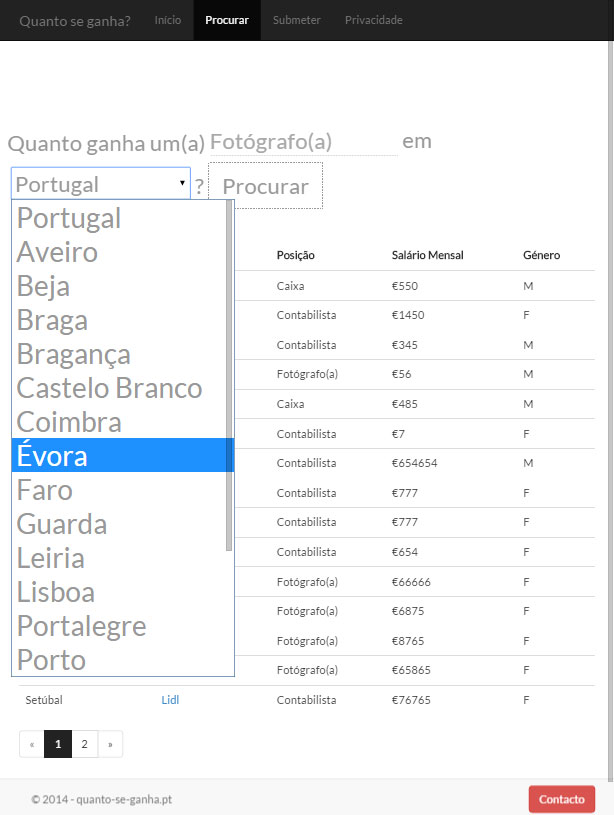 Quanto se ganha? Início Procurar Submeter Privacidade
Quanto ganha um(a) Fotógrafo(a) em
Portugal ? Procurar
Portugal
Aveiro
Beja
Braga
Bragança
Castelo Branco
Coimbra
Évora
Faro
Guarda
Leiria
Lisboa
Portalegre
Porto
Posição Salário Mensal Género
Caixa €550 M
Contabilista €1450 F
Contabilista €345 M
Fotógrafo(a) €56 M
Caixa €485 M
Contabilista €7 F
Contabilista €654654 M
Contabilista €777 F
Contabilista €777 F
Contabilista €654 F
Fotógrafo(a) €66666 F
Fotógrafo(a) €6875 F
Fotógrafo(a) €8765 F
Fotógrafo(a) €65865 F
Setúbal Lidl Contabilista €76765 F
« 1 2 »
© 2014 - quanto-se-ganha.pt Contacto